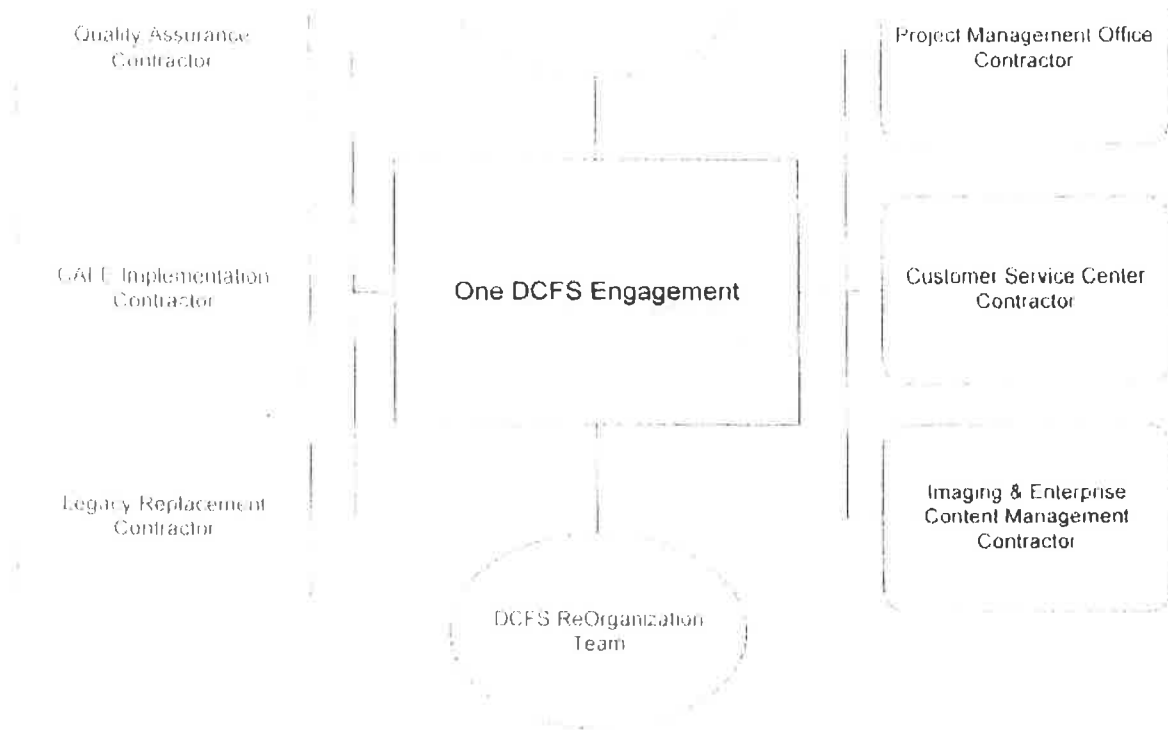 Quality Assurance
Contractor
Project Management Office
Contractor
Implementation
Contractor
One DCFS Engagement
Customer Service Center
Contractor
Legacy Replacement
Contractor
Imaging & Enterprise
Content Management
Contractor
DCFS ReOrganization
Team